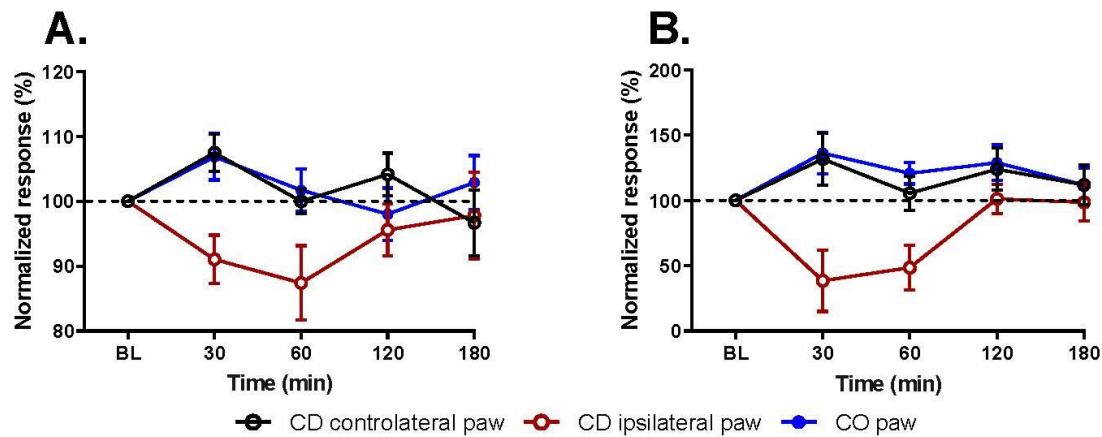 A.
Normalized response (%)
120
110
100
90
80
BL 30 60 120 180
Time (min)
B.
Normalized response (%)
200
150
100
50
0
BL 30 60 120 180
Time (min)
CD controlateral paw CD ipsilateral paw CO paw